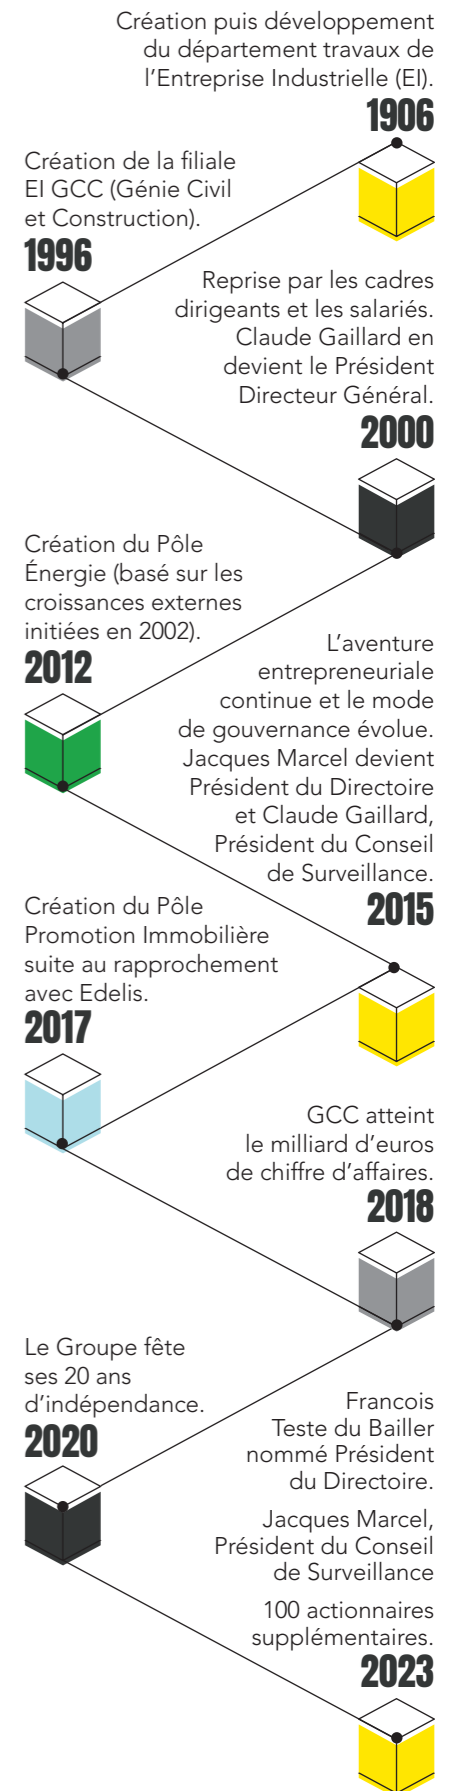 Création puis développement
du département travaux de
l’Entreprise Industrielle (EI).
1906
Création de la filiale
EI GCC (Génie Civil
et Construction).
1996
Reprise par les cadres
dirigeants et les salariés.
Claude Gaillard en
devient le Président
Directeur Général.
2000
Création du Pôle
Énergie (basé sur les
croissances externes
initiées en 2002).
2012
L’aventure
entrepreneuriale
continue et le mode
de gouvernance évolue.
Jacques Marcel devient
Président du Directoire
et Claude Gaillard,
Président du Conseil
de Surveillance.
2015
Création du Pôle
Promotion Immobilière
suite au rapprochement
avec Edelis.
2017
GCC atteint
le milliard d’euros
de chiffre d’affaires.
2018
Le Groupe fête
ses 20 ans
d’indépendance.
2020
Francois
Teste du Bailler
nommé Président
du Directoire.
Jacques Marcel,
Président du Conseil
de Surveillance
100 actionnaires
supplémentaires.
2023